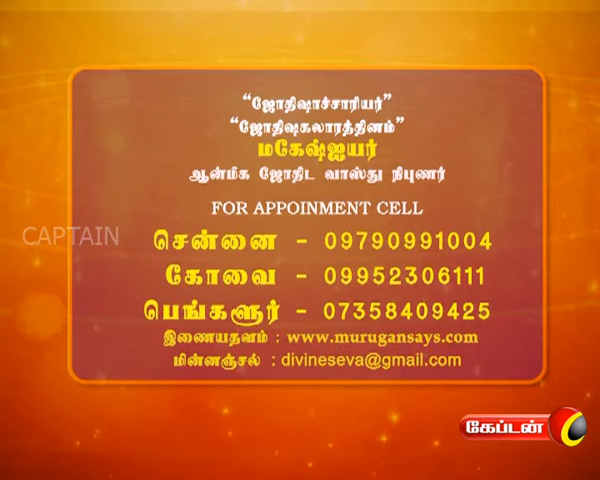 “ஜோதிஷாச்சாரியர்”
“ஜோதிஷகலாரத்தினம்”
மகேஷ்ஐயர்
ஆன்மிக ஜோதிட வாஸ்து நிபுணர்
FOR APPOINMENT CELL
CAPTAIN
சென்னை - 09790991004
கோவை - 09952306111
பெங்களூர் - 07358409425
இணையதளம் : www.murugansays.com
மின்னஞ்சல் : divineseva@gmail.com
கேப்டன்